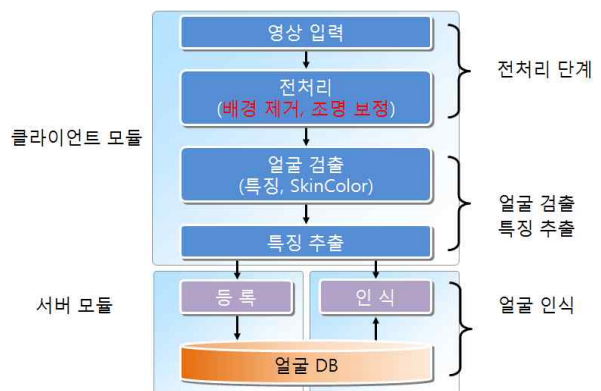 영상 입력
전처리
(배경 제거, 조명 보정)
전처리 단계
클라이언트 모듈
얼굴 검출
(특징, SkinColor)
얼굴 검출
특징 추출
특징 추출
서버 모듈
등 록
인 식
얼굴 인식
얼굴 DB